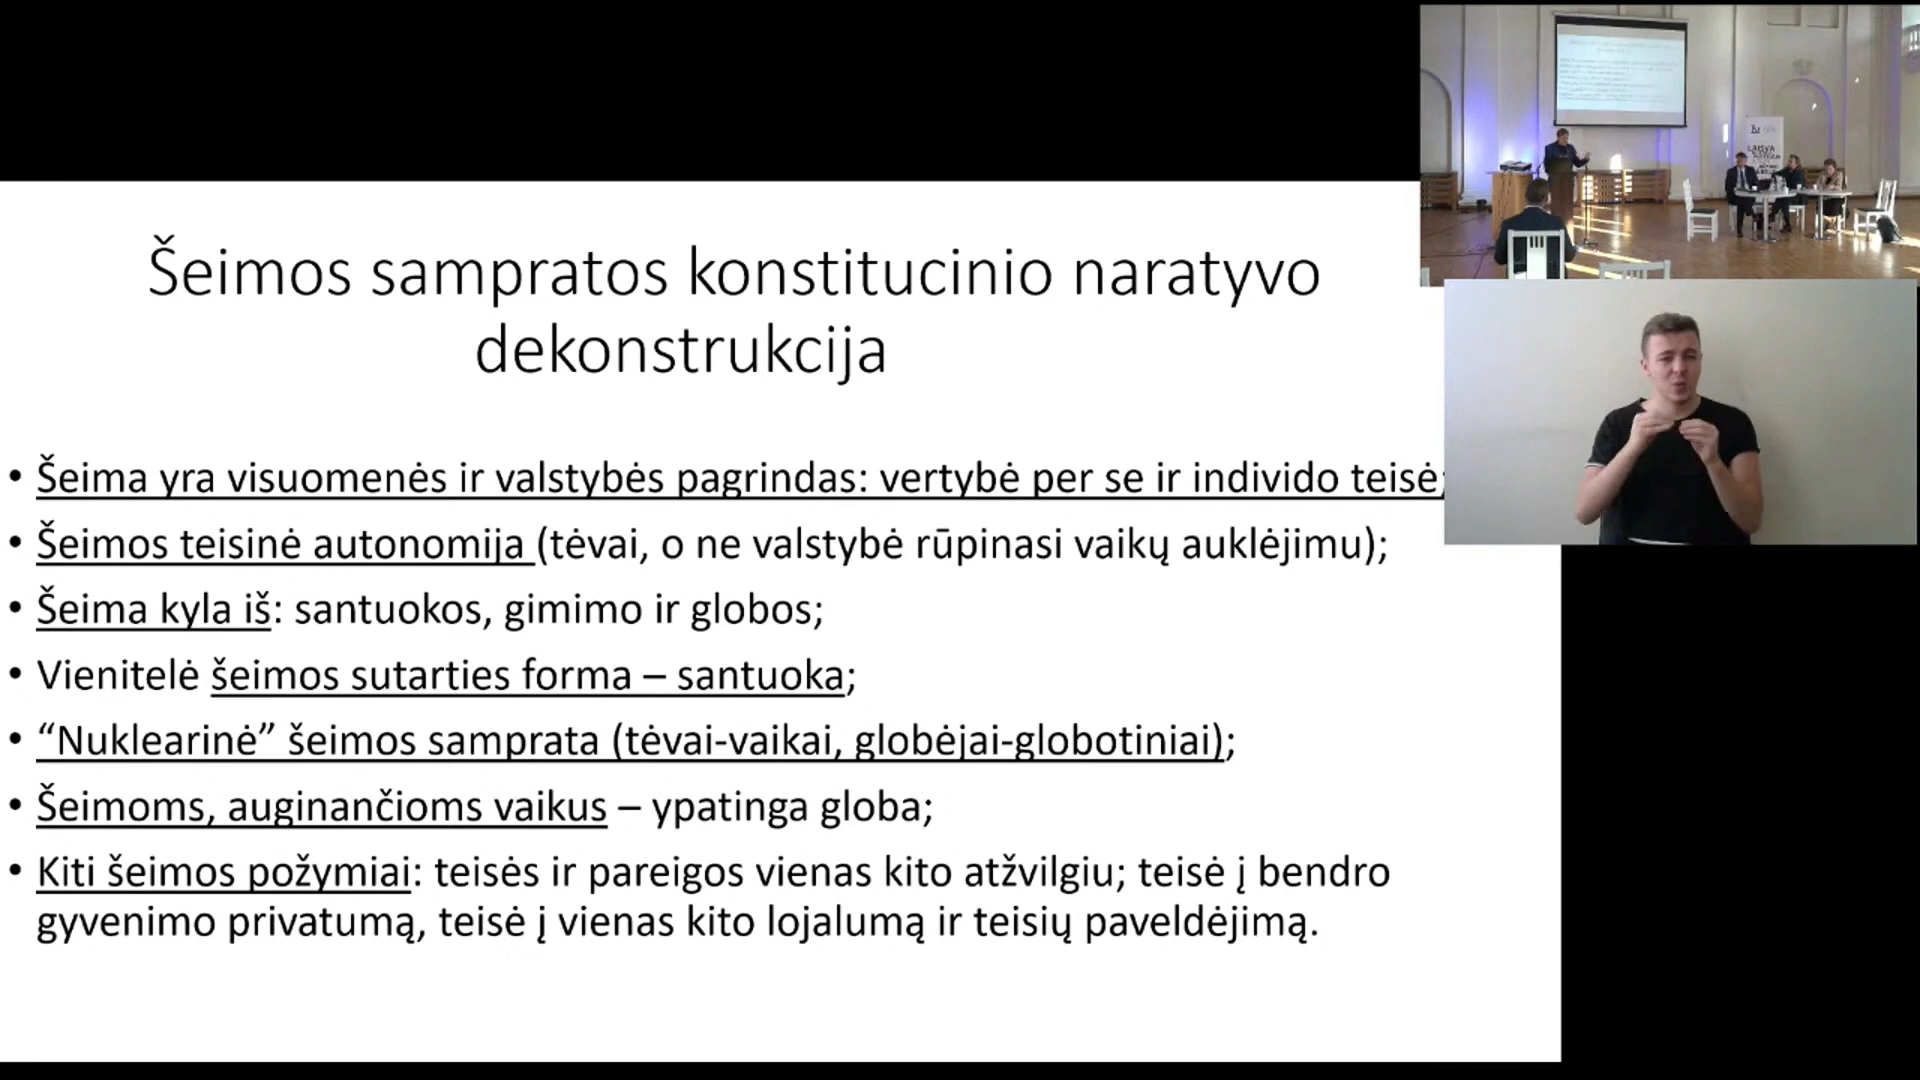 Šeimos sampratos konstitucinio naratyvo
dekonstrukcija
• Šeima yra visuomenės ir valstybės pagrindas: vertybė per se ir individo teisė;
• Šeimos teisinė autonomija (tėvai, o ne valstybė rūpinasi vaikų auklėjimu);
• Šeima kyla iš: santuokos, gimimo ir globos;
• Vienitelė šeimos sutarties forma – santuoka;
• “Nuklearinė” šeimos samprata (tėvai-vaikai, globėjai-globotiniai);
• Šeimoms, auginančioms vaikus – ypatinga globa;
• Kiti šeimos požymiai: teisės ir pareigos vienas kito atžvilgiu; teisė į bendro
gyvenimo privatumą, teisė į vienas kito lojalumą ir teisių paveldėjimą.
LAISVA